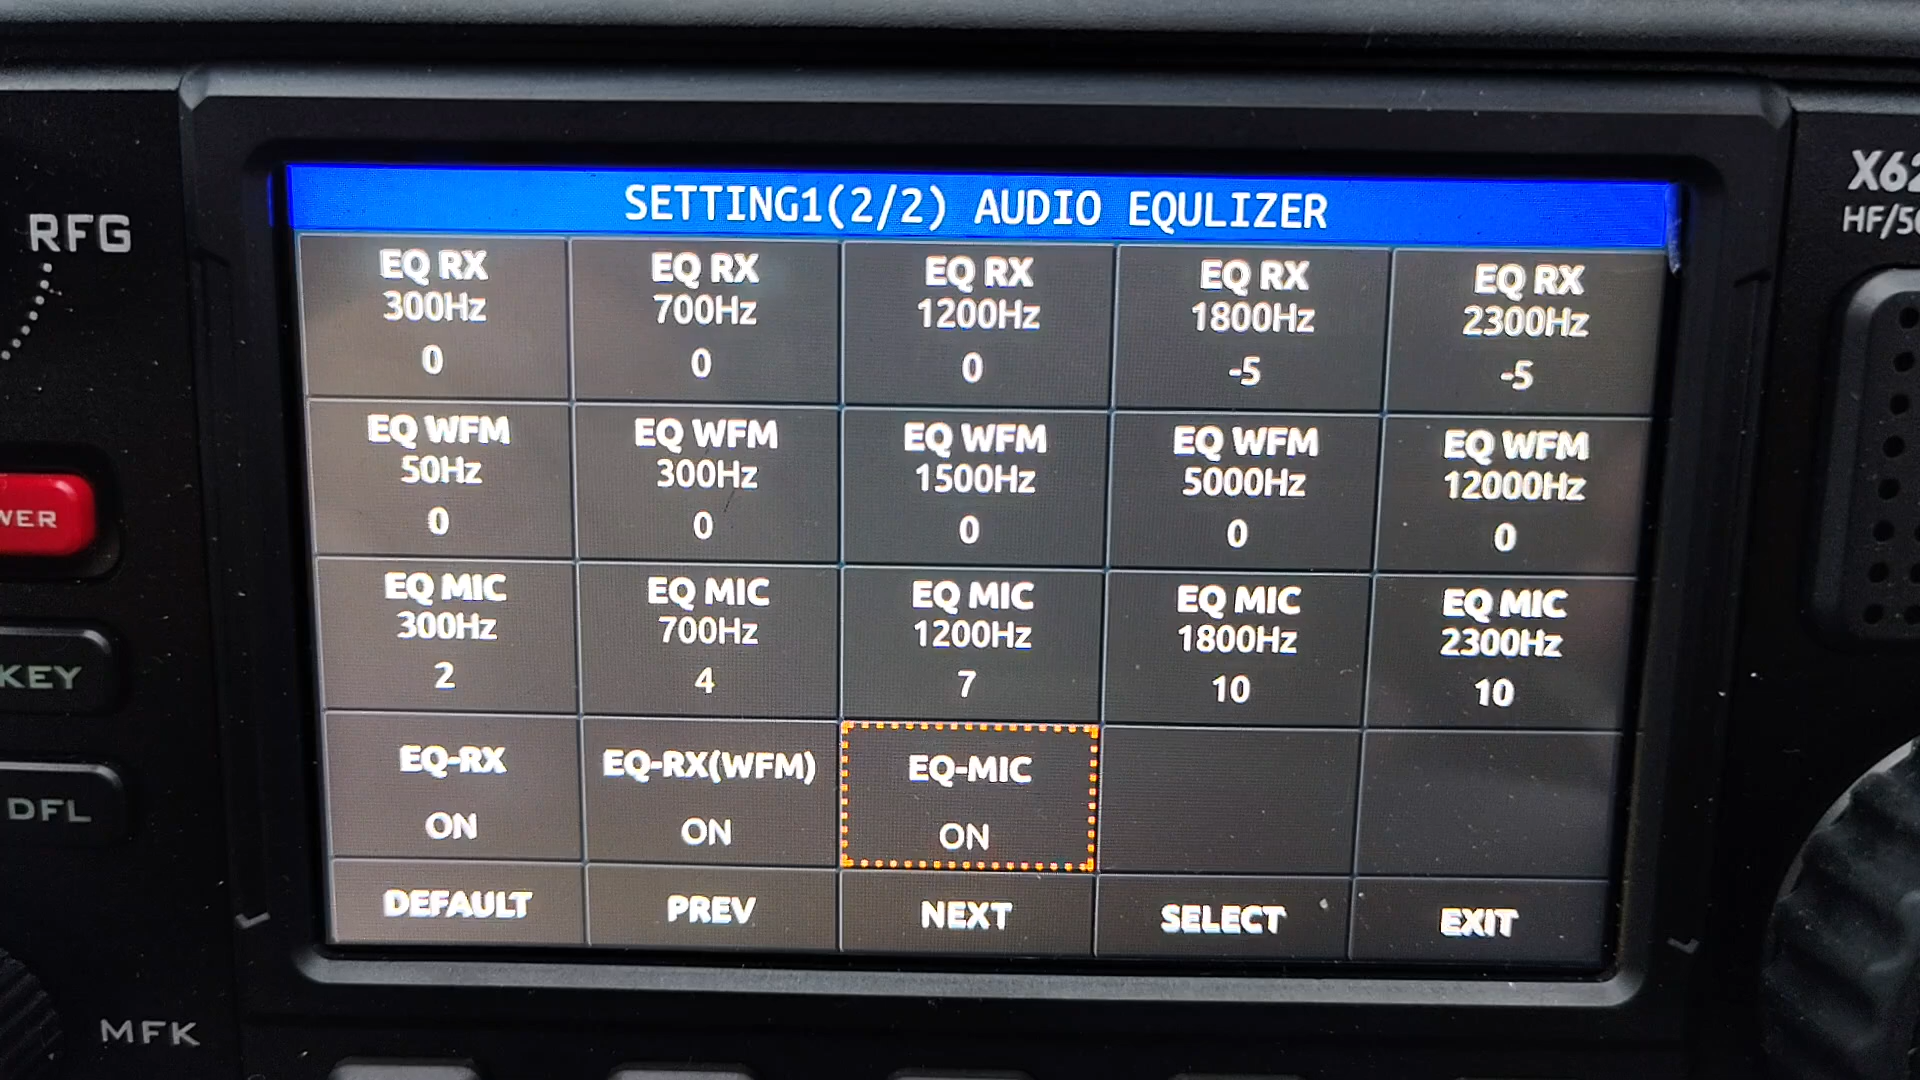 SETTING1(2/2) AUDIO EQULIZER
RFG
HF/50
EQ RX EQ RX EQ RX EQ RX EQ RX
300Hz 700Hz 1200Hz 1800Hz 2300Hz
0 0 0 -5 -5
EQ WFM EQ WFM EQ WFM EQ WFM EQ WFM
50Hz 300Hz 1500Hz 5000Hz 12000Hz
0 0 0 0 0
EQ MIC EQ MIC EQ MIC EQ MIC EQ MIC
300Hz 700Hz 1200Hz 1800Hz 2300Hz
2 4 7 10 10
KEY
EQ-RX EQ-RX(WFM) EQ-MIC
ON ON ON
DFL
DEFAULT PREV NEXT SELECT EXIT
MFK